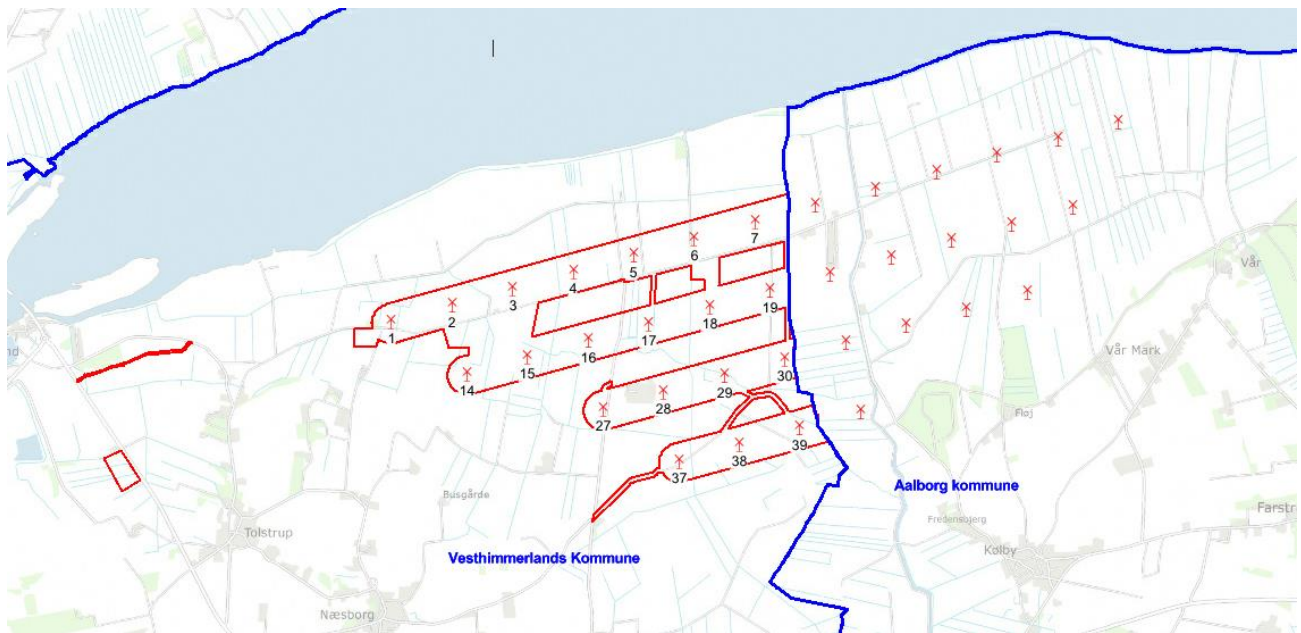 7
6
5
Vår
4
3
19
2
18
1
17
16
nd
Vår Mark
15
30
14
29
28
27
Fløj
39
38
37
Aalborg kommune
Busgårde
Farstr
Fredensbjerg
Tolstrup
Kølby
Vesthimmerlands Kommune
Næsborg